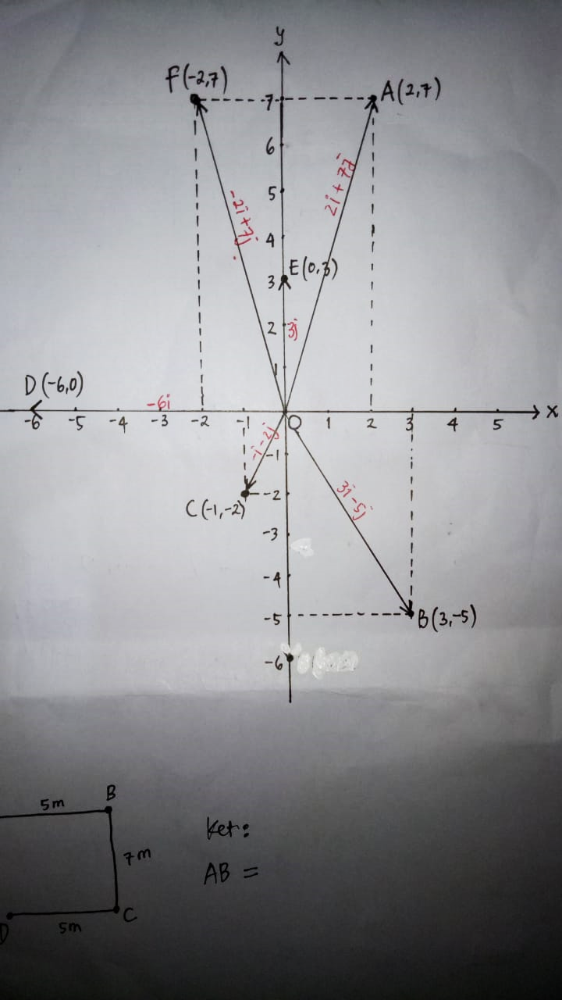 y
F(-2,7)
A(2,7)
7
6
2i + 7j
5
-2i+7j
4
E(0,3)
3
2
3j
1
D(-6,0)
-6i
x
-6 -5 -4 -3 -2 -1 O 1 2 3 4 5
-i-2j
-1
-2
C(-1,-2)
3i-5j
-3
-4
-5
B(3,-5)
-6
B
5m
Ket:
7m
AB =
C
D
5m